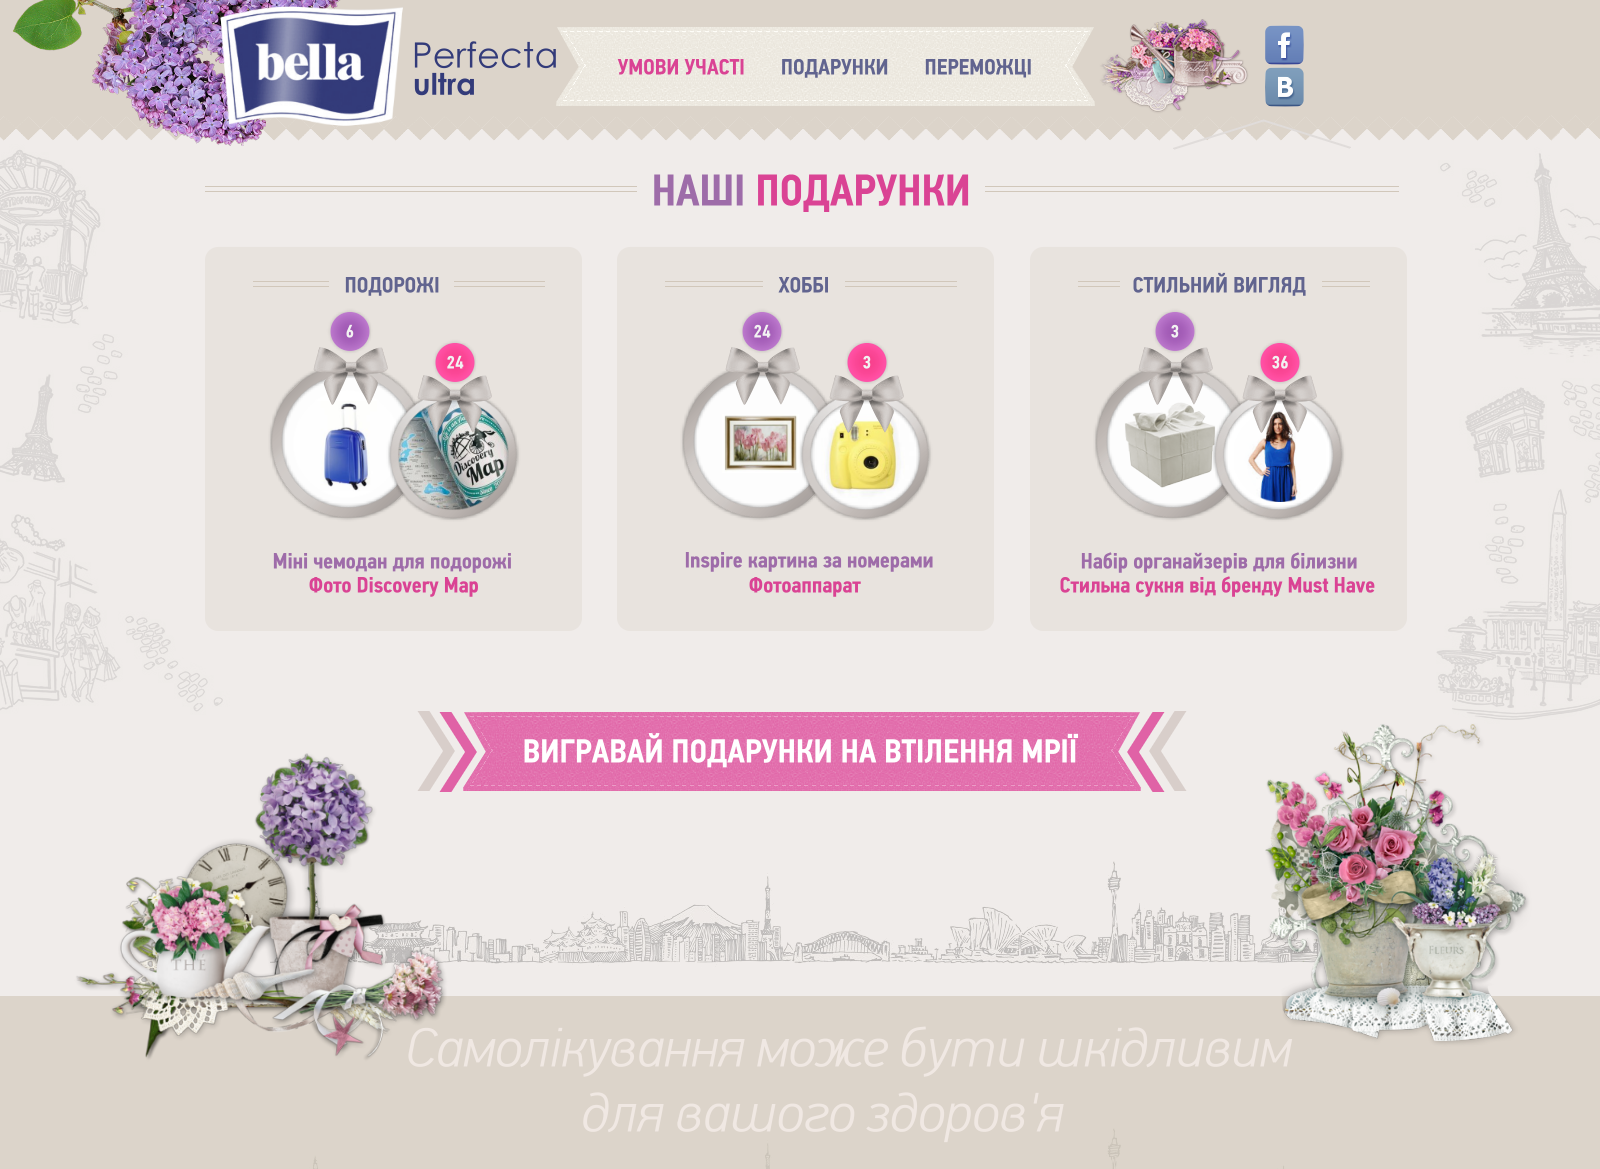 bella
Perfecta
ultra
УМОВИ УЧАСТІ
ПОДАРУНКИ
ПЕРЕМОЖЦІ
f
B
НАШІ ПОДАРУНКИ
ПОДОРОЖІ
6
24
Discovery
Map
Міні чемодан для подорожі
Фото Discovery Map
ХОББІ
24
3
Inspire картина за номерами
Фотоаппарат
СТИЛЬНИЙ ВИГЛЯД
3
36
Набір органайзерів для білизни
Стильна сукня від бренду Must Have
ВИГРАВАЙ ПОДАРУНКИ НА ВТІЛЕННЯ МРІЇ
THE
FLEURS
Самолікування може бути шкідливим
для вашого здоров'я